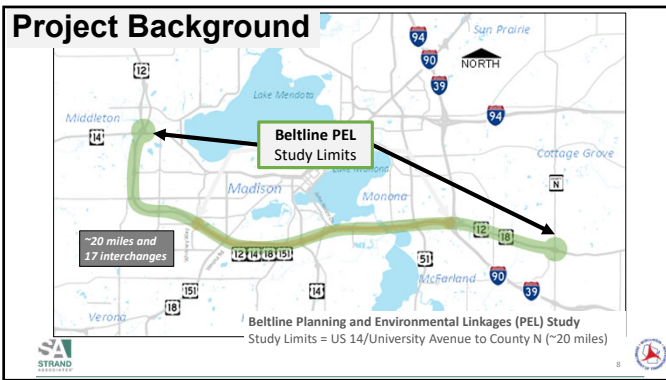 Project Background
94
Sun Prairie
12
90
NORTH
39
Lake Mendota
Middleton
14
94
Beltline PEL
Study Limits
Cottage Grove
N
Madison
Monona
~20 miles and
17 interchanges
12 14 18 151
12
18
51
151
McFarland
90
18
14
39
Verona
Beltline Planning and Environmental Linkages (PEL) Study
Study Limits = US 14/University Avenue to County N (~20 miles)
SA
STRAND
ASSOCIATES
8